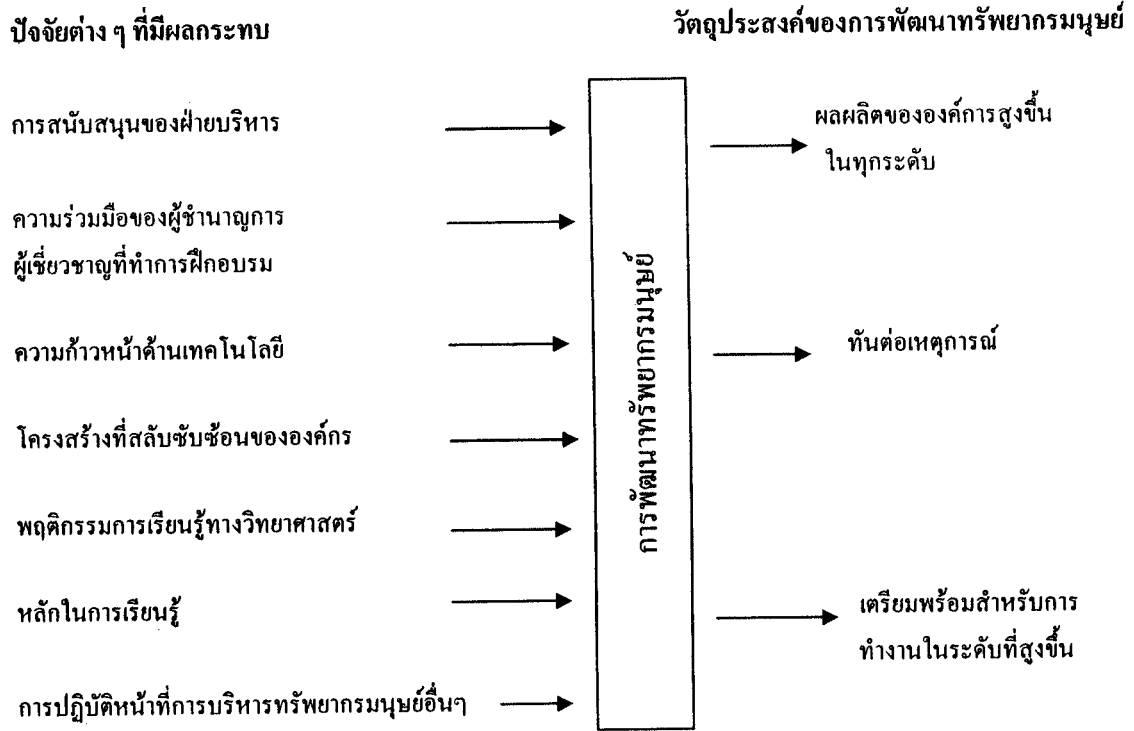 ปัจจัยต่าง ๆ ที่มีผลกระทบ
วัตถุประสงค์ของการพัฒนาทรัพยากรมนุษย์
การสนับสนุนของฝ่ายบริหาร
ความร่วมมือของผู้ชำนาญการ
ผู้เชี่ยวชาญที่ทำการฝึกอบรม
ความก้าวหน้าด้านเทคโนโลยี
โครงสร้างที่สลับซับซ้อนขององค์กร
พฤติกรรมการเรียนรู้ทางวิทยาศาสตร์
หลักในการเรียนรู้
การปฏิบัติหน้าที่การบริหารทรัพยากรมนุษย์อื่นๆ
การพัฒนาทรัพยากรมนุษย์
ผลผลิตขององค์การสูงขึ้น
ในทุกระดับ
ทันต่อเหตุการณ์
เตรียมพร้อมสำหรับการ
ทำงานในระดับที่สูงขึ้น